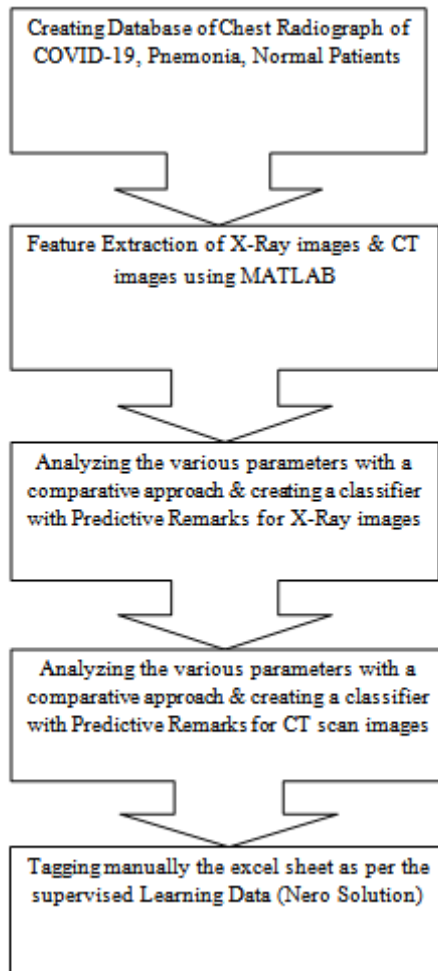 Creating Database of Chest Radiograph of
COVID-19, Pnemonia, Normal Patients
Feature Extraction of X-Ray images & CT
images using MATLAB
Analyzing the various parameters with a
comparative approach & creating a classifier
with Predictive Remarks for X-Ray images
Analyzing the various parameters with a
comparative approach & creating a classifier
with Predictive Remarks for CT scan images
Tagging manually the excel sheet as per the
supervised Learning Data (Nero Solution)